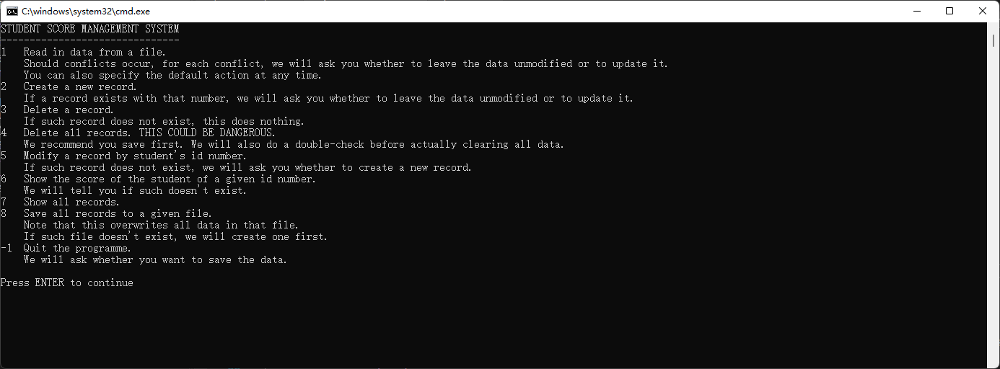 C:\windows\system32\cmd.exe
STUDENT SCORE MANAGEMENT SYSTEM
-------------------------------
1   Read in data from a file.
    Should conflicts occur, for each conflict, we will ask you whether to leave the data unmodified or to update it.
    You can also specify the default action at any time.
2   Create a new record.
    If a record exists with that number, we will ask you whether to leave the data unmodified or to update it.
3   Delete a record.
    If such record does not exist, this does nothing.
4   Delete all records. THIS COULD BE DANGEROUS.
    We recommend you save first. We will also do a double-check before actually clearing all data.
5   Modify a record by student's id number.
    If such record does not exist, we will ask you whether to create a new record.
6   Show the score of the student of a given id number.
    We will tell you if such doesn't exist.
7   Show all records.
8   Save all records to a given file.
    Note that this overwrites all data in that file.
    If such file doesn't exist, we will create one first.
-1  Quit the programme.
    We will ask whether you want to save the data.

Press ENTER to continue